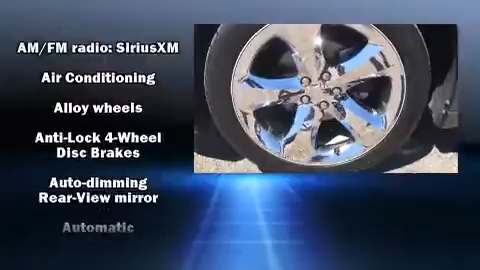 AM/FM radio: SiriusXM
Air Conditioning
Alloy wheels
Anti-Lock 4-Wheel
Disc Brakes
Auto-dimming
Rear-View mirror
Automatic